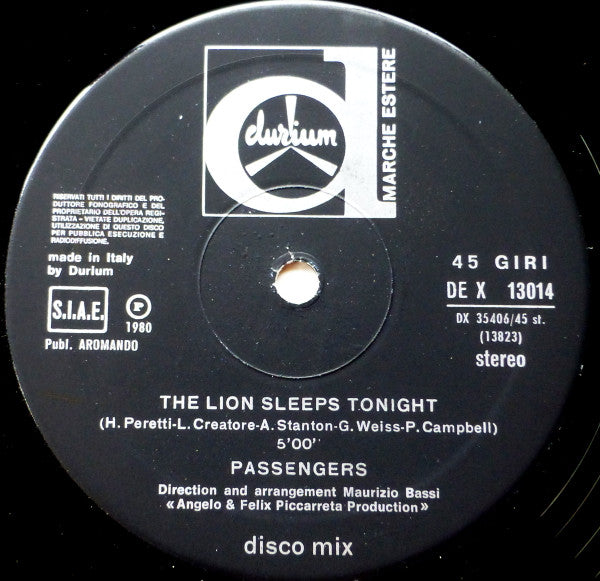 durium
MARCHE ESTERE
RISERVATI TUTTI I DIRITTI DEL PRO-
DUTTORE FONOGRAFICO E DEL
PROPRIETARIO DELL'OPERA REGI-
STRATA - VIETATE DUPLICAZIONE,
UTILIZZAZIONE DI QUESTO DISCO
PER PUBBLICA ESECUZIONE E
RADIODIFFUSIONE.
made in Italy
by Durium
S.I.A.E.
P
1980
Publ. AROMANDO
45 GIRI
DE X 13014
DX 35406/45 st.
(13823)
stereo
THE LION SLEEPS TONIGHT
(H. Peretti-L. Creatore-A. Stanton-G. Weiss-P. Campbell)
5'00''
PASSENGERS
Direction and arrangement Maurizio Bassi
« Angelo & Felix Piccarreta Production »
disco mix